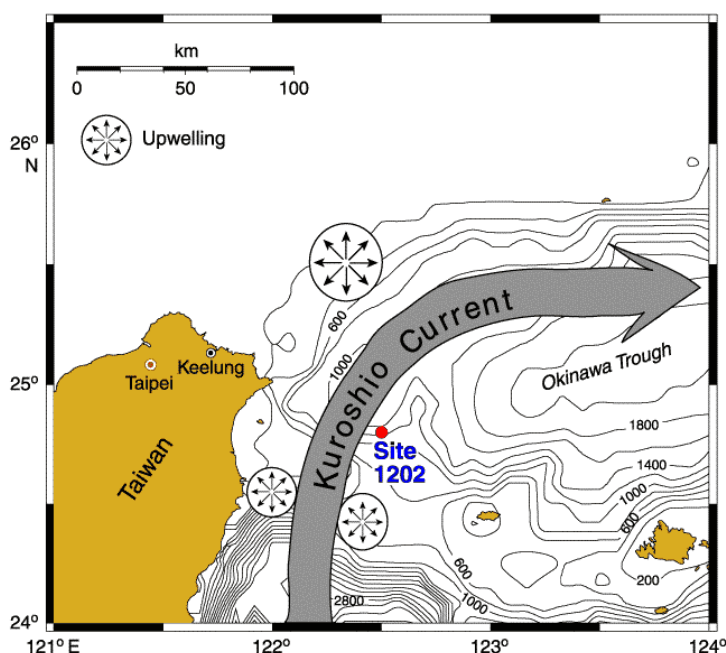 km
0 50 100
Upwelling
26°
N
25°
24°
121° E
122°
123°
124°
Taipei
Keelung
Taiwan
Kuroshio Current
Okinawa Trough
Site
1202
600
1000
1800
1400
1000
600
200
600
1000
2800